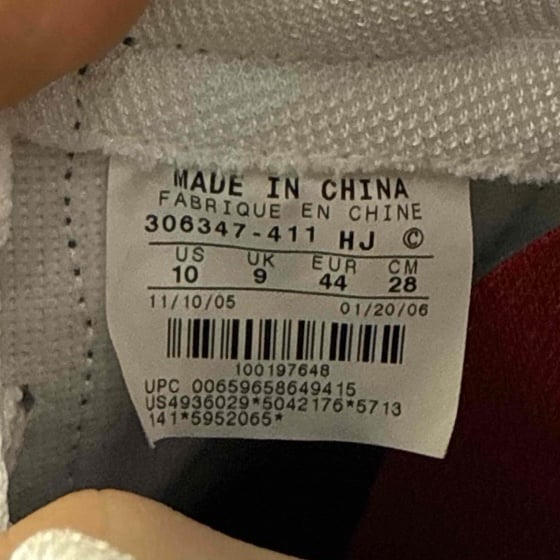 MADE IN CHINA
FABRIQUE EN CHINE
306347-411 HJ ©
US UK EUR CM
10 9 44 28
11/10/05 01/20/06
100197648
UPC 00659658649415
US4936029*5042176*5713
141*5952065*